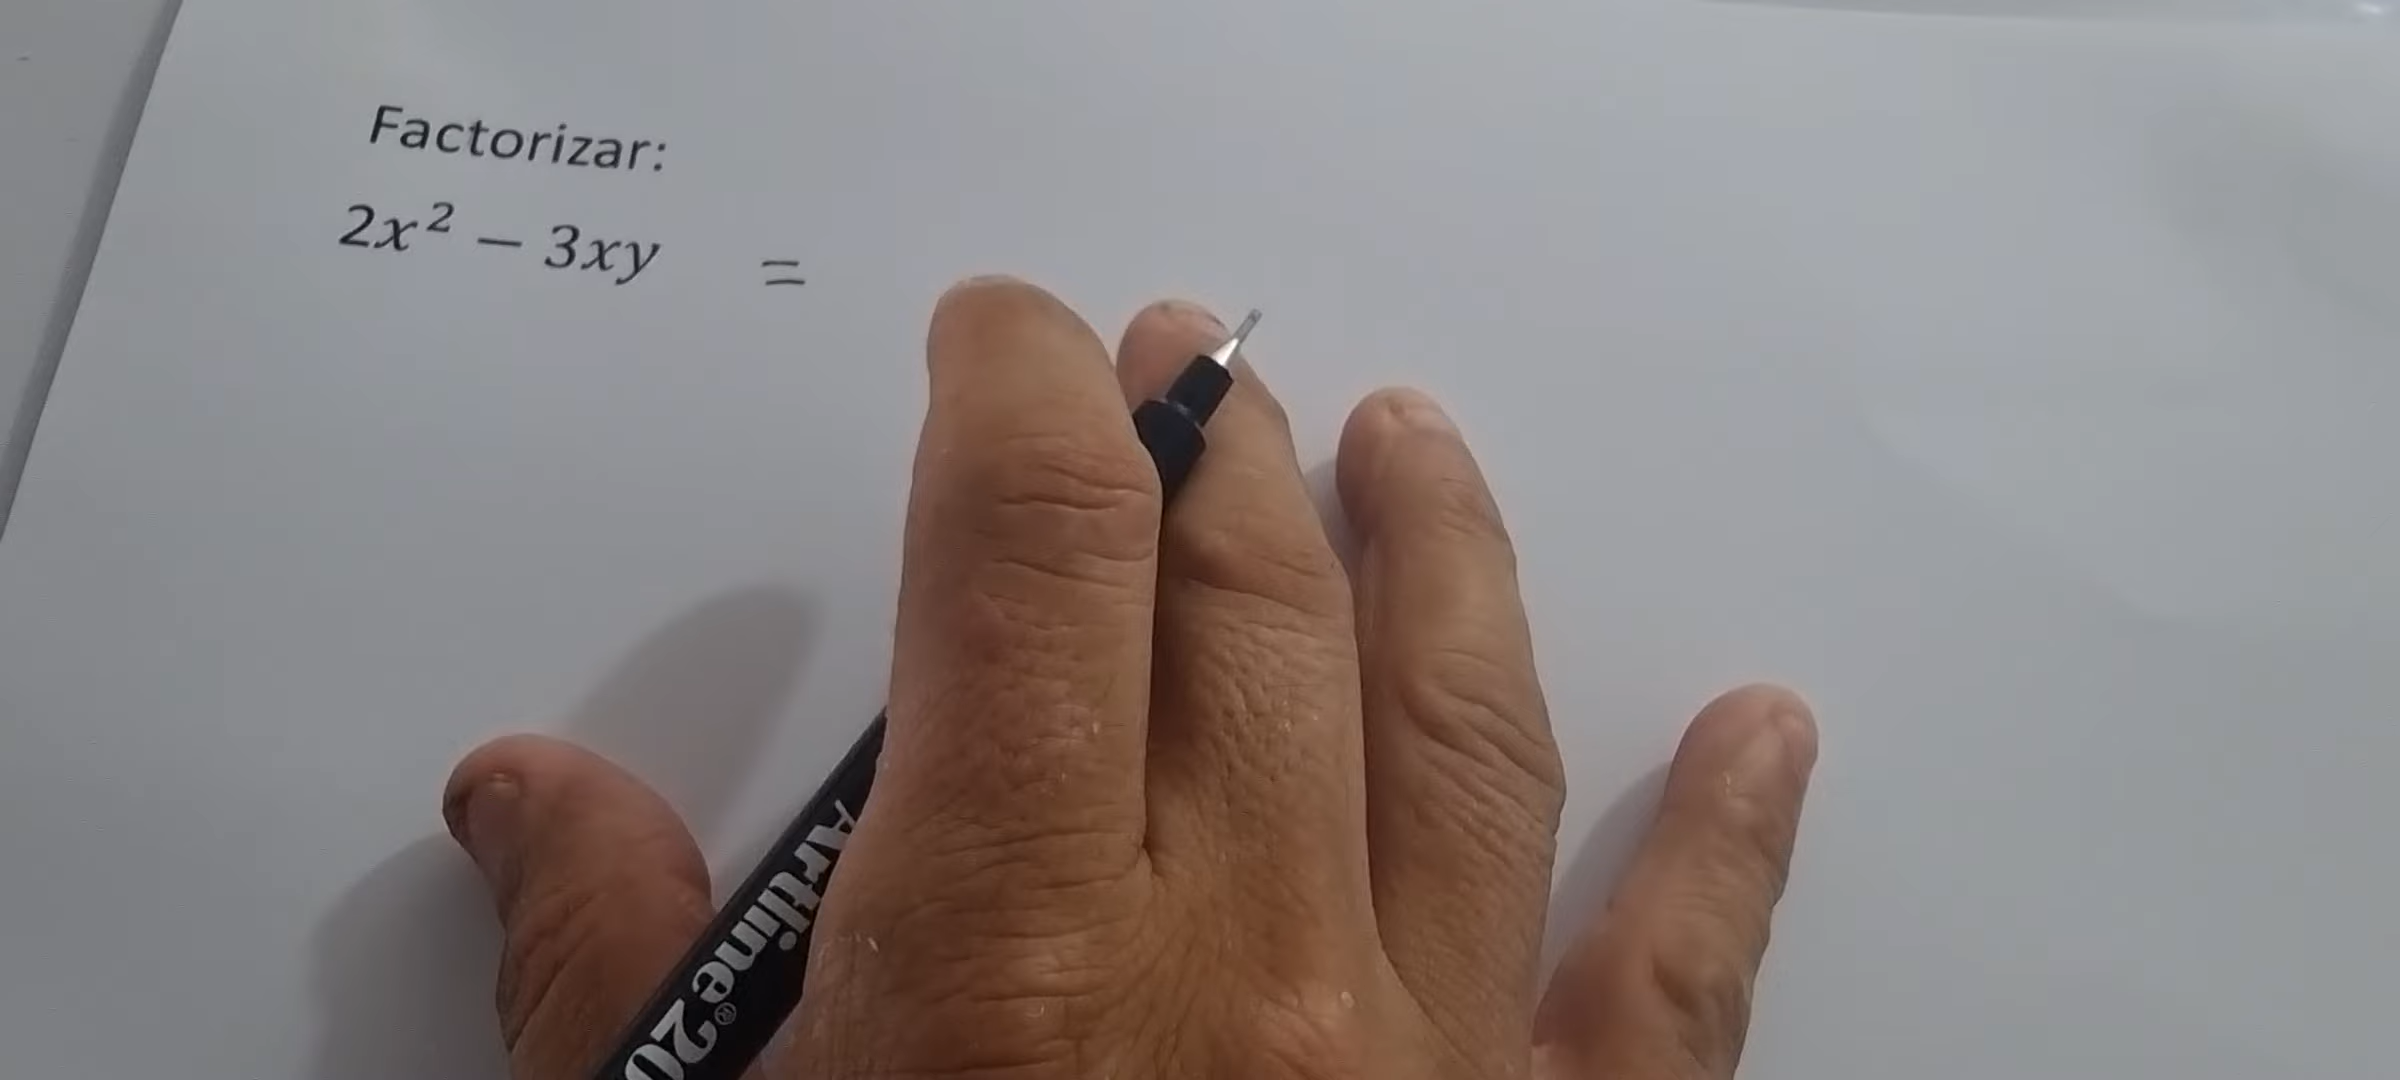 Factorizar:
2x² − 3xy =
Artline®20